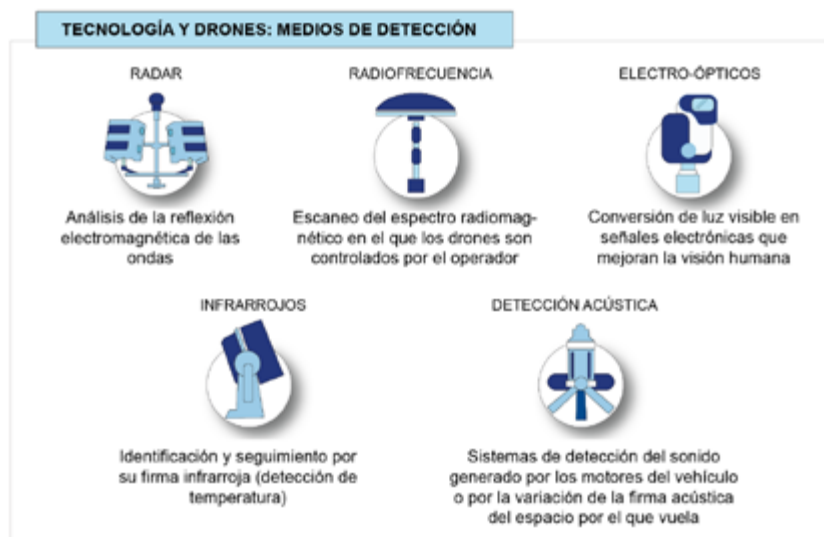 TECNOLOGÍA Y DRONES: MEDIOS DE DETECCIÓN
RADAR
Análisis de la reflexión
electromagnética de las
ondas
RADIOFRECUENCIA
Escaneo del espectro radiomag-
nético en el que los drones son
controlados por el operador
ELECTRO-ÓPTICOS
Conversión de luz visible en
señales electrónicas que
mejoran la visión humana
INFRARROJOS
Identificación y seguimiento por
su firma infrarroja (detección de
temperatura)
DETECCIÓN ACÚSTICA
Sistemas de detección del sonido
generado por los motores del vehículo
o por la variación de la firma acústica
del espacio por el que vuela